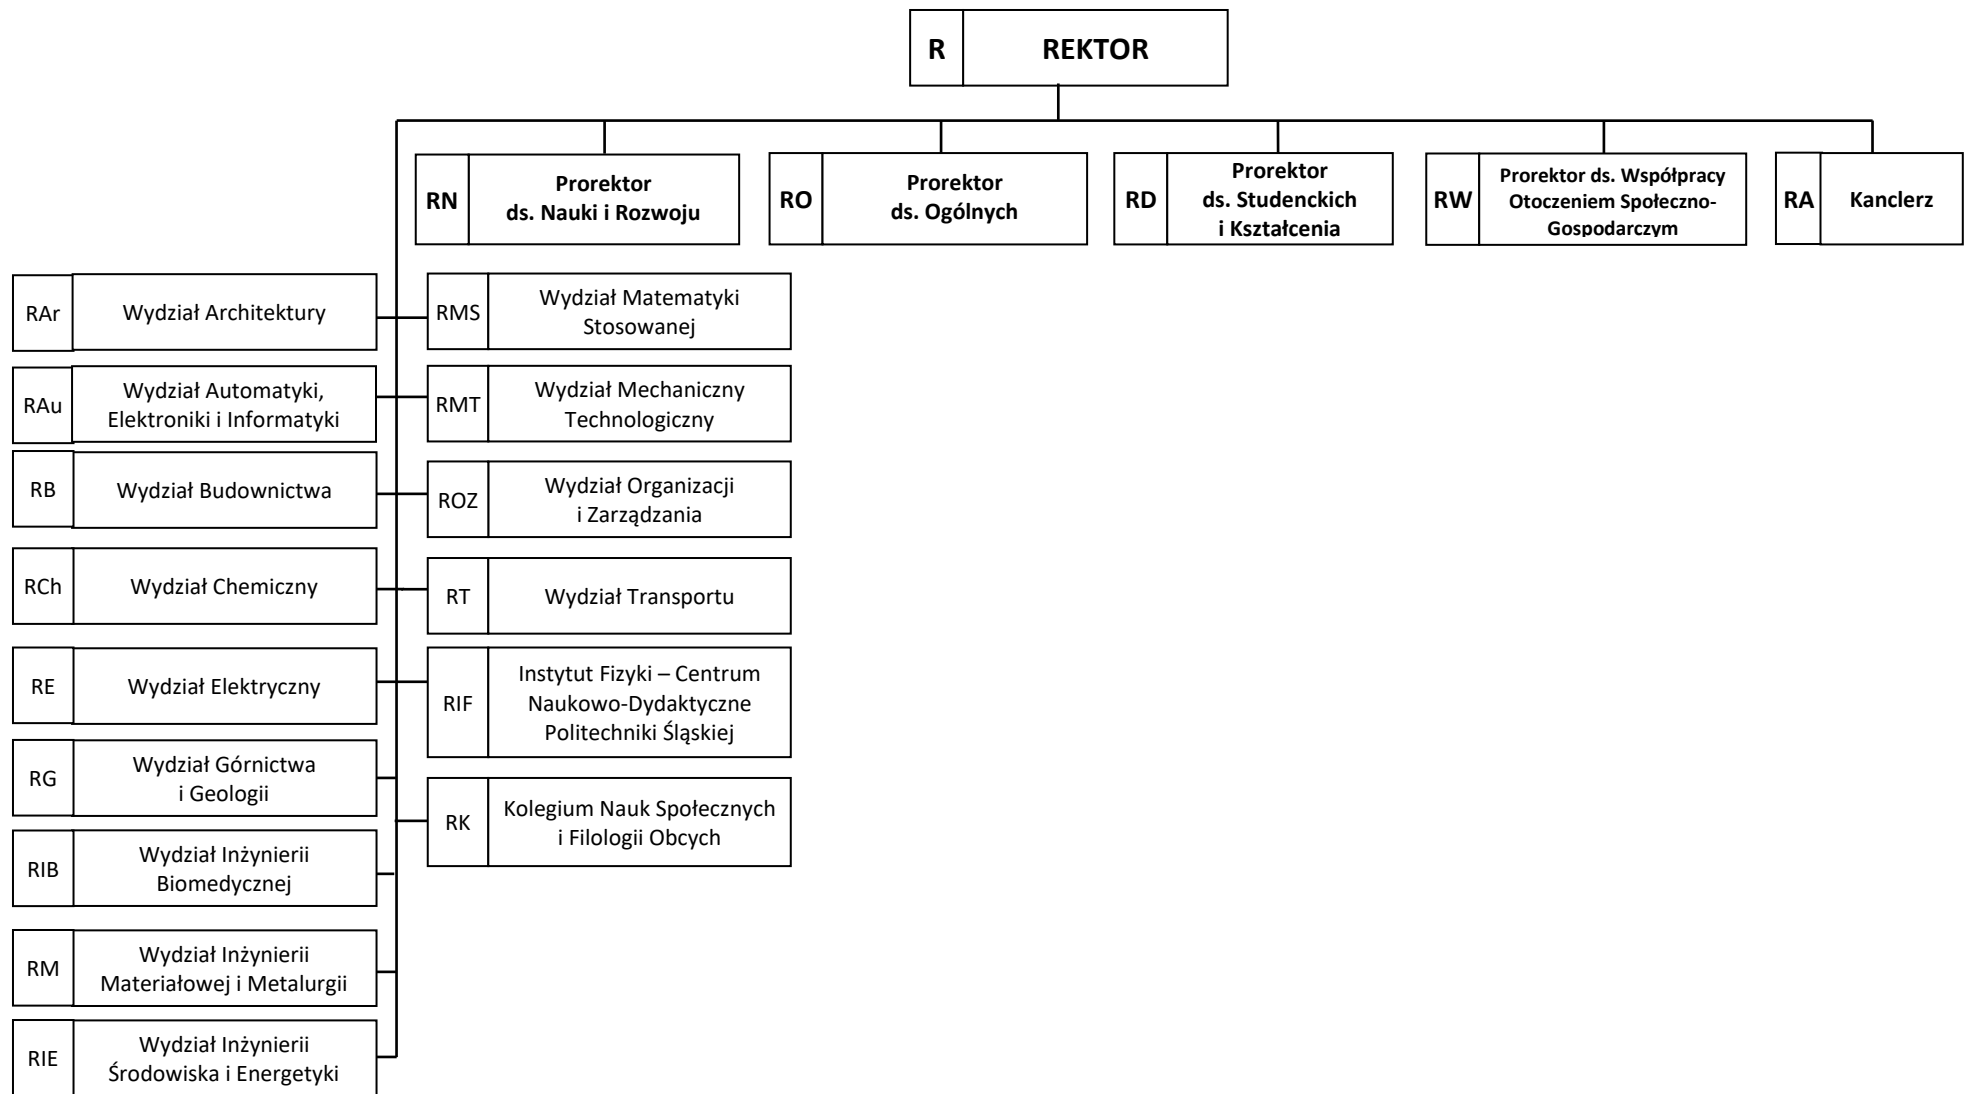 R REKTOR
RN
Prorektor
ds. Nauki i Rozwoju
RO
Prorektor
ds. Ogólnych
RD
Prorektor
ds. Studenckich
i Kształcenia
RW
Prorektor ds. Współpracy
Otoczeniem Społeczno-
Gospodarczym
RA Kanclerz
RAr Wydział Architektury
RAu
Wydział Automatyki,
Elektroniki i Informatyki
RB Wydział Budownictwa
RCh Wydział Chemiczny
RE Wydział Elektryczny
RG
Wydział Górnictwa
i Geologii
RIB
Wydział Inżynierii
Biomedycznej
RM
Wydział Inżynierii
Materiałowej i Metalurgii
RIE
Wydział Inżynierii
Środowiska i Energetyki
RMS
Wydział Matematyki
Stosowanej
RMT
Wydział Mechaniczny
Technologiczny
ROZ
Wydział Organizacji
i Zarządzania
RT Wydział Transportu
RIF
Instytut Fizyki – Centrum
Naukowo-Dydaktyczne
Politechniki Śląskiej
RK
Kolegium Nauk Społecznych
i Filologii Obcych